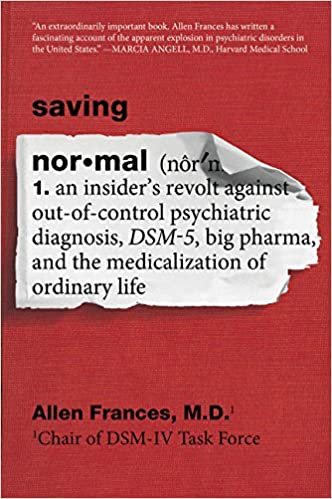 “An extraordinarily important book. Allen Frances has written a
fascinating account of the apparent explosion in psychiatric disorders in
the United States.” —MARCIA ANGELL, M.D., Harvard Medical School
saving
nor•mal (nôr′n
1. an insider’s revolt against
out-of-control psychiatric
diagnosis, DSM-5, big pharma,
and the medicalization of
ordinary life
Allen Frances, M.D.¹
¹Chair of DSM-IV Task Force